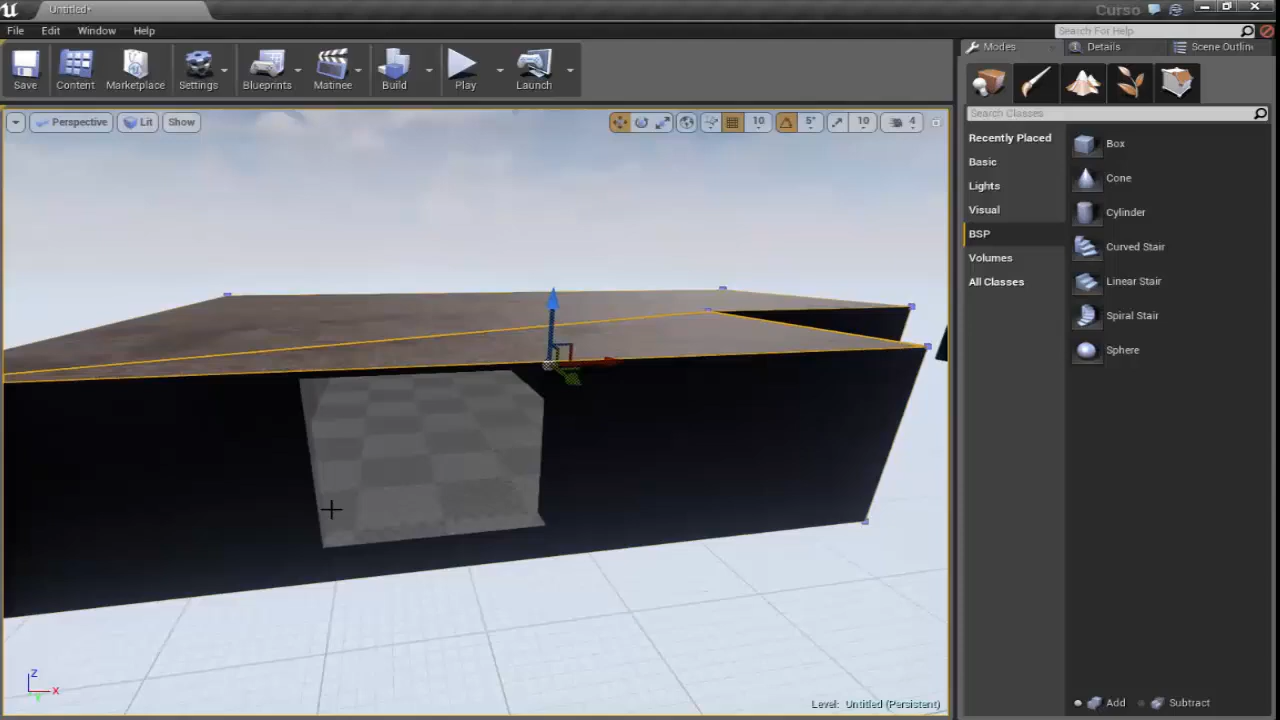 Untitled*
Curso
File Edit Window Help
Search For Help
Save Content Marketplace Settings Blueprints Matinee Build Play Launch
Modes Details Scene Outlin
Search Classes
Perspective Lit Show
10 5° 10 4
Recently Placed
Basic
Lights
Visual
BSP
Volumes
All Classes
Box
Cone
Cylinder
Curved Stair
Linear Stair
Spiral Stair
Sphere
Z
X
Y
Level: Untitled (Persistent)
Add Subtract